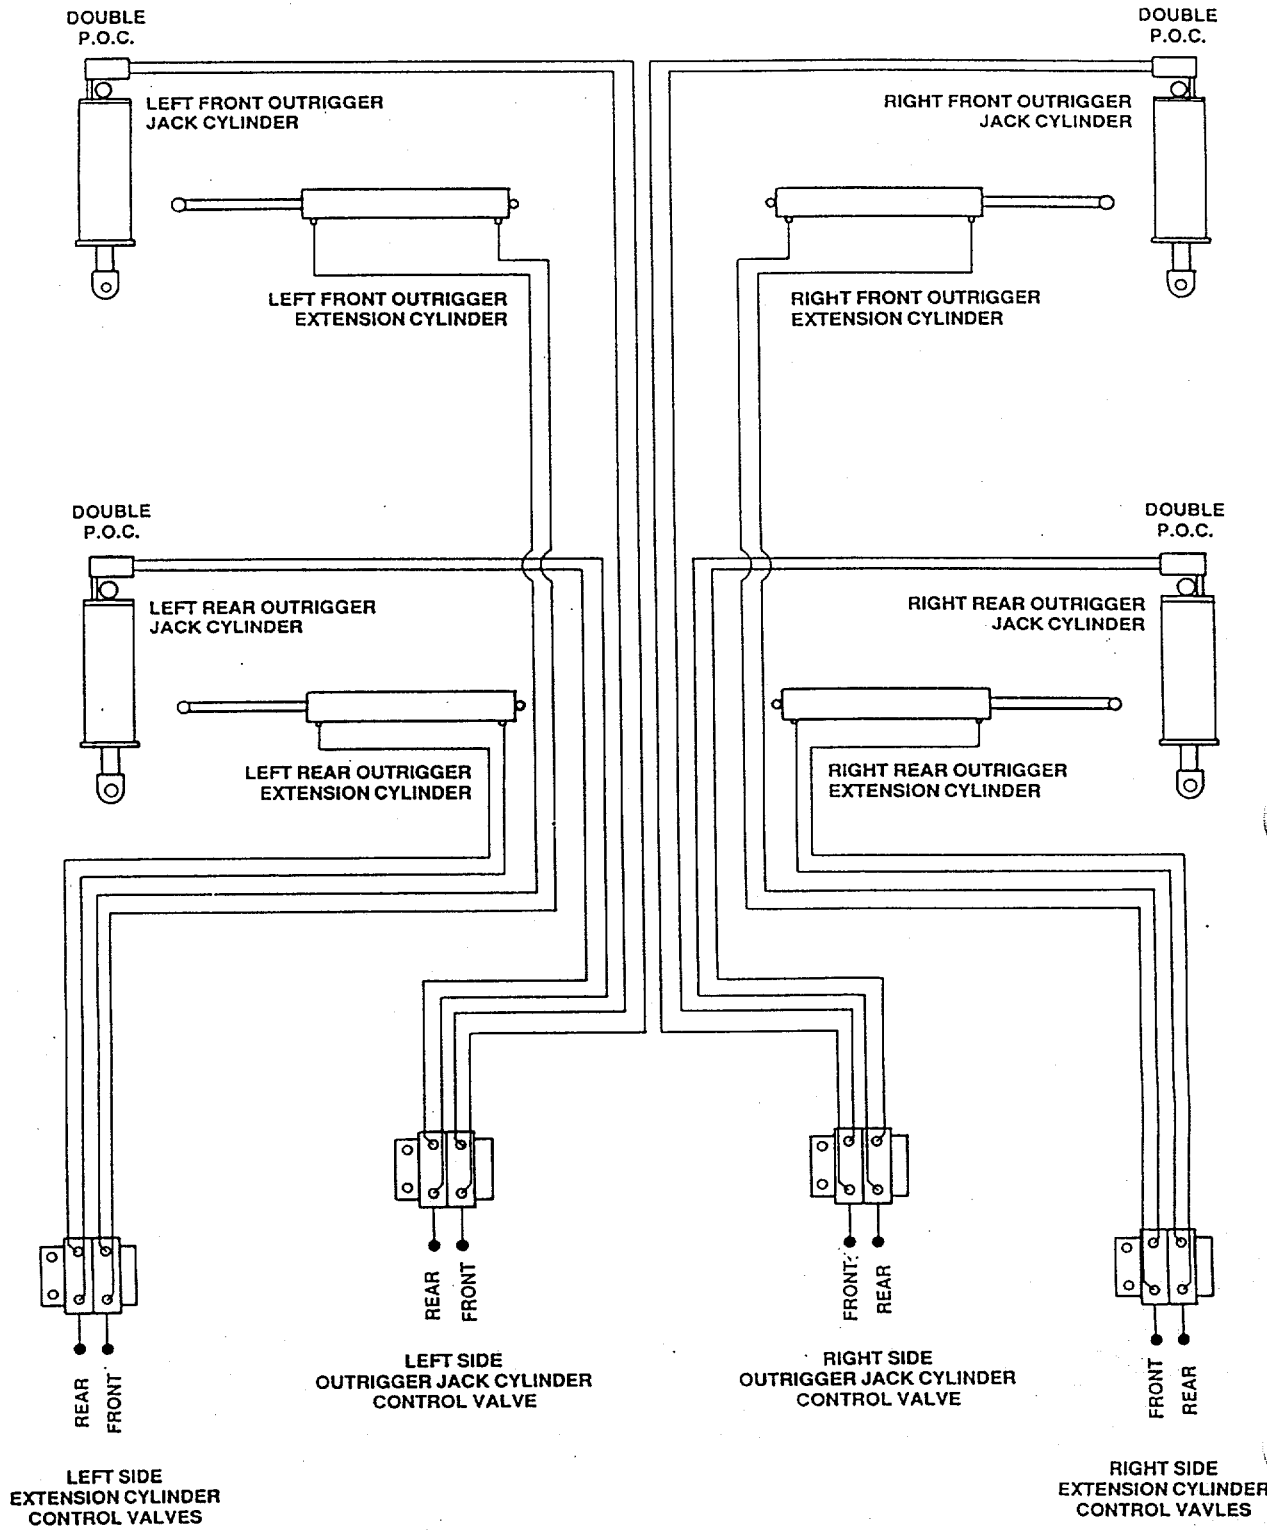 DOUBLE
P.O.C.
DOUBLE
P.O.C.
LEFT FRONT OUTRIGGER
JACK CYLINDER
RIGHT FRONT OUTRIGGER
JACK CYLINDER
LEFT FRONT OUTRIGGER
EXTENSION CYLINDER
RIGHT FRONT OUTRIGGER
EXTENSION CYLINDER
DOUBLE
P.O.C.
DOUBLE
P.O.C.
LEFT REAR OUTRIGGER
JACK CYLINDER
RIGHT REAR OUTRIGGER
JACK CYLINDER
LEFT REAR OUTRIGGER
EXTENSION CYLINDER
RIGHT REAR OUTRIGGER
EXTENSION CYLINDER
REAR
FRONT
FRONT
REAR
LEFT SIDE
OUTRIGGER JACK CYLINDER
CONTROL VALVE
RIGHT SIDE
OUTRIGGER JACK CYLINDER
CONTROL VALVE
REAR
FRONT
FRONT
REAR
LEFT SIDE
EXTENSION CYLINDER
CONTROL VALVES
RIGHT SIDE
EXTENSION CYLINDER
CONTROL VAVLES